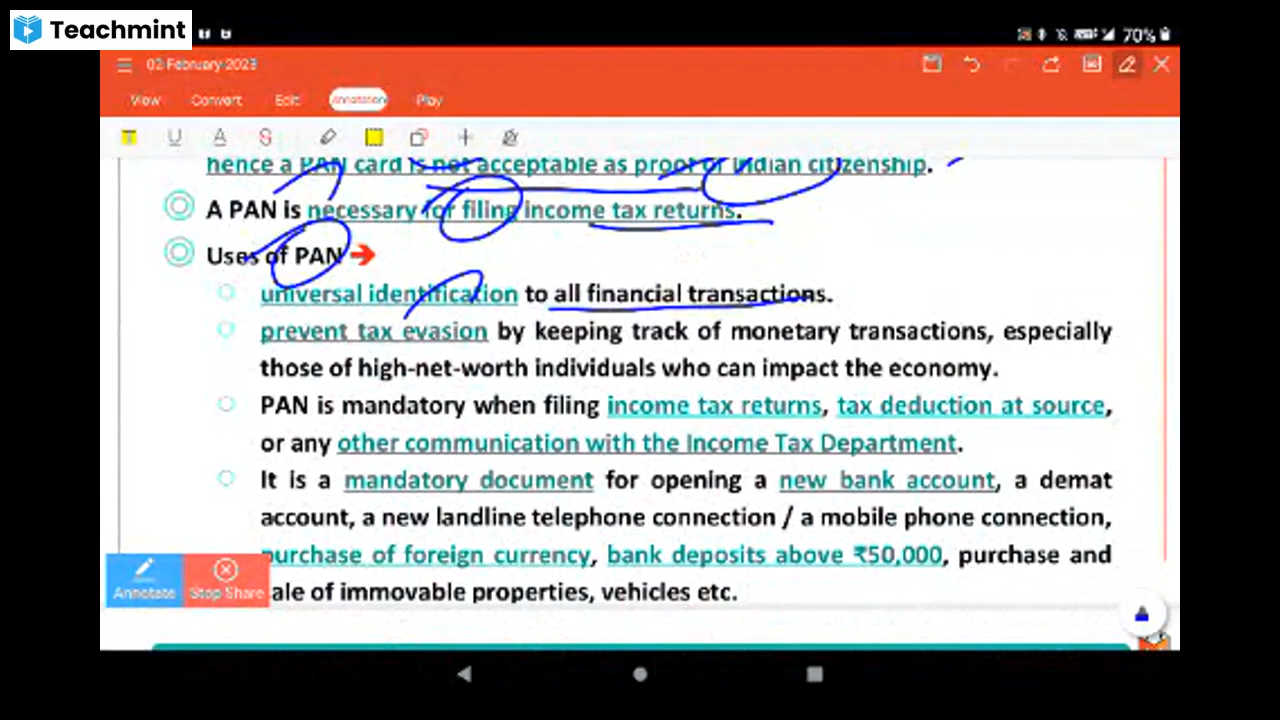 Teachmint
70%
02 February 2023
View Convert Edit Annotation Play
hence a PAN card is not acceptable as proof of Indian citizenship.
A PAN is necessary for filing income tax returns.
Uses of PAN
universal identification to all financial transactions.
prevent tax evasion by keeping track of monetary transactions, especially
those of high-net-worth individuals who can impact the economy.
PAN is mandatory when filing income tax returns, tax deduction at source,
or any other communication with the Income Tax Department.
It is a mandatory document for opening a new bank account, a demat
account, a new landline telephone connection / a mobile phone connection,
purchase of foreign currency, bank deposits above ₹50,000, purchase and
ale of immovable properties, vehicles etc.
Annotate Stop Share